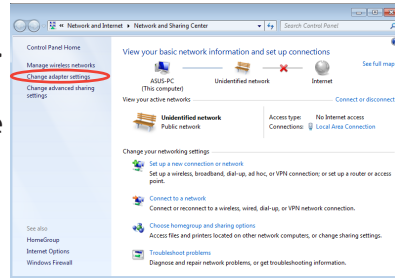 « Network and Internet ▸ Network and Sharing Center
Search Control Panel
Control Panel Home
Manage wireless networks
Change adapter settings
Change advanced sharing
settings
See also
HomeGroup
Internet Options
Windows Firewall
View your basic network information and set up connections
See full map
ASUS-PC
(This computer)
Unidentified network
Internet
View your active networks
Connect or disconnect
Unidentified network
Public network
Access type: No Internet access
Connections: Local Area Connection
Change your networking settings
Set up a new connection or network
Set up a wireless, broadband, dial-up, ad hoc, or VPN connection; or set up a router or access
point.
Connect to a network
Connect or reconnect to a wireless, wired, dial-up, or VPN network connection.
Choose homegroup and sharing options
Access files and printers located on other network computers, or change sharing settings.
Troubleshoot problems
Diagnose and repair network problems, or get troubleshooting information.